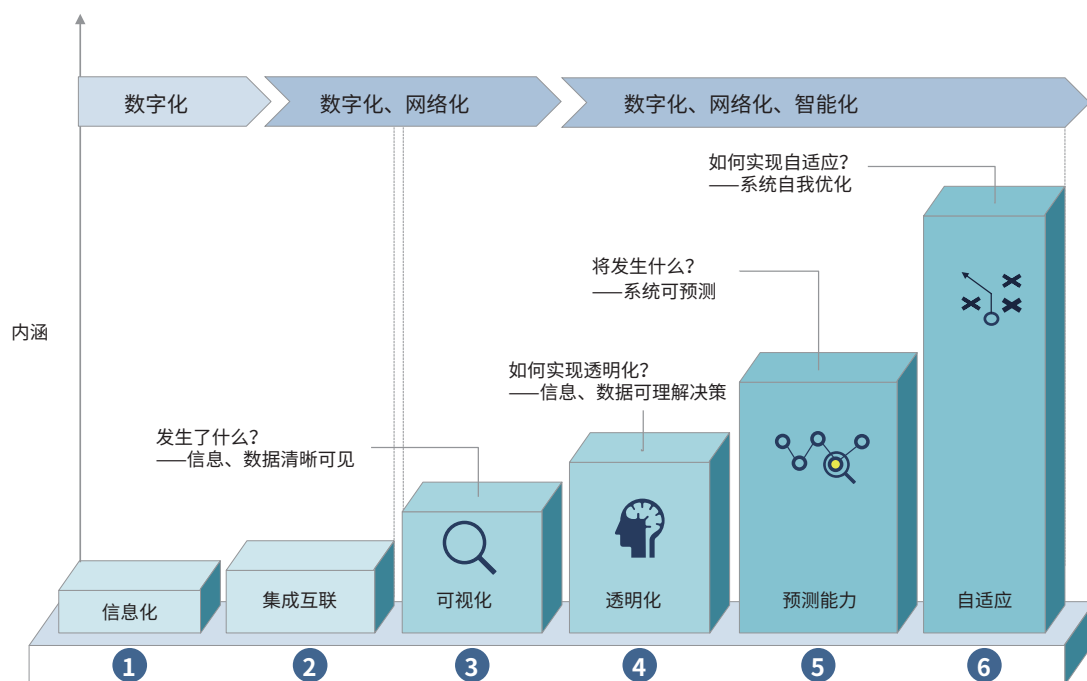 数字化
数字化、网络化
数字化、网络化、智能化
如何实现自适应?
——系统自我优化
将发生什么?
——系统可预测
内涵
如何实现透明化?
——信息、数据可理解决策
发生了什么?
——信息、数据清晰可见
信息化
集成互联
可视化
透明化
预测能力
自适应
1
2
3
4
5
6